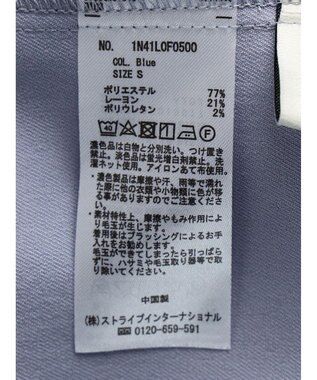 NO. 1N41L0F0500
COL. Blue
SIZE S
ポリエステル 77%
レーヨン 21%
ポリウレタン 2%
40
F
濃色品は白物と分別洗い。つけ置き
禁止。淡色品は蛍光増白剤禁止。洗
濯ネット使用。アイロンあて布使用。
・濃色製品は摩擦や汗、雨等で濡れ
た際に他の衣類や小物類に色が移る
事がありますのでご注意ください。
・素材特性上、摩擦やもみ作用によ
り毛玉が生じます。
着用後はブラッシングによるお手
入れをお勧めします。
毛玉ができてしまったら引っぱら
ずに、ハサミや毛玉取り器等で取
り除いてください。
中国製
(株)ストライプインターナショナル
0120-659-591